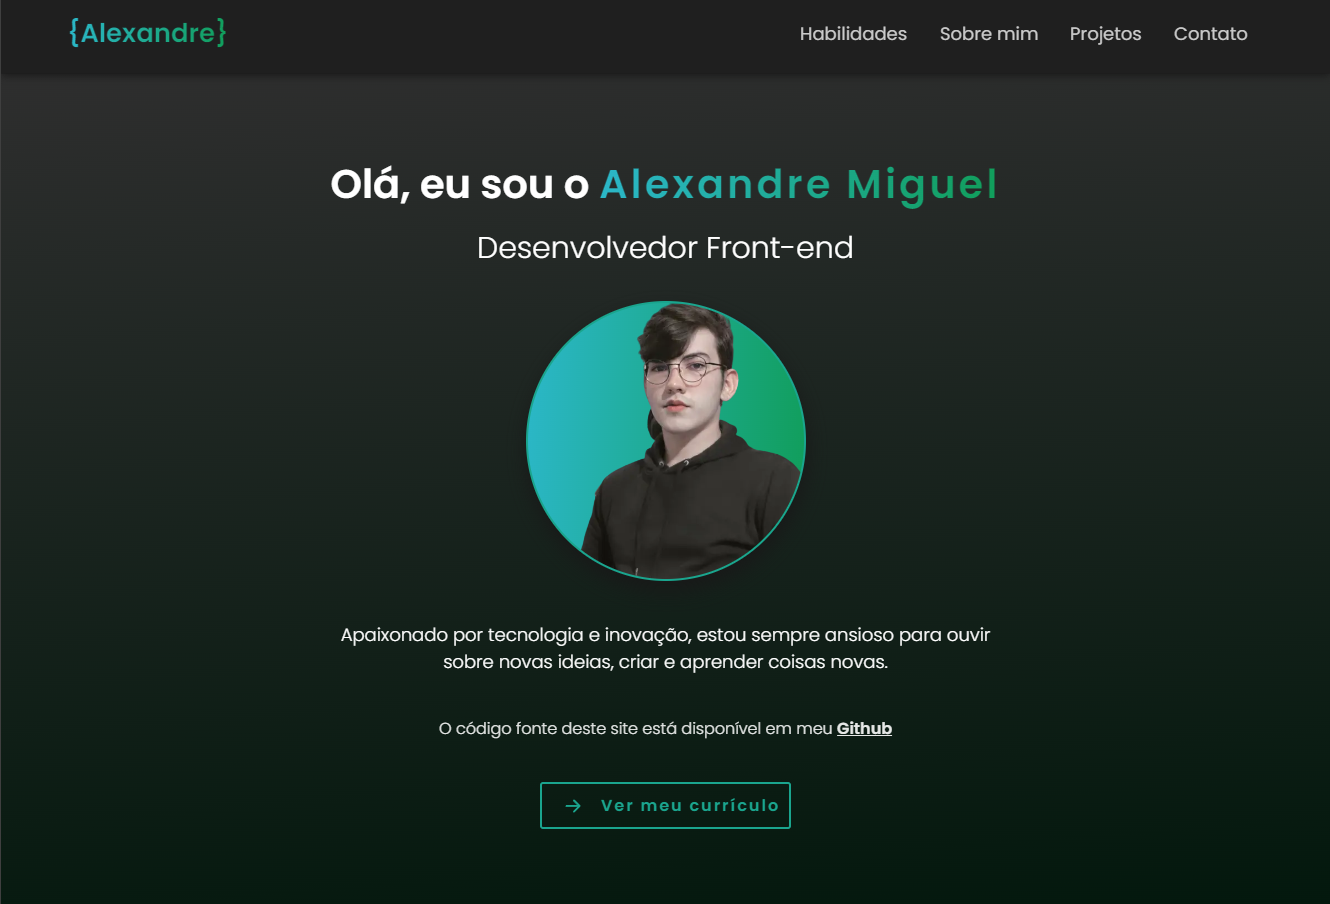 {Alexandre}
Habilidades Sobre mim Projetos Contato
Olá, eu sou o Alexandre Miguel
Desenvolvedor Front-end
Apaixonado por tecnologia e inovação, estou sempre ansioso para ouvir
sobre novas ideias, criar e aprender coisas novas.
O código fonte deste site está disponível em meu Github
→ Ver meu currículo